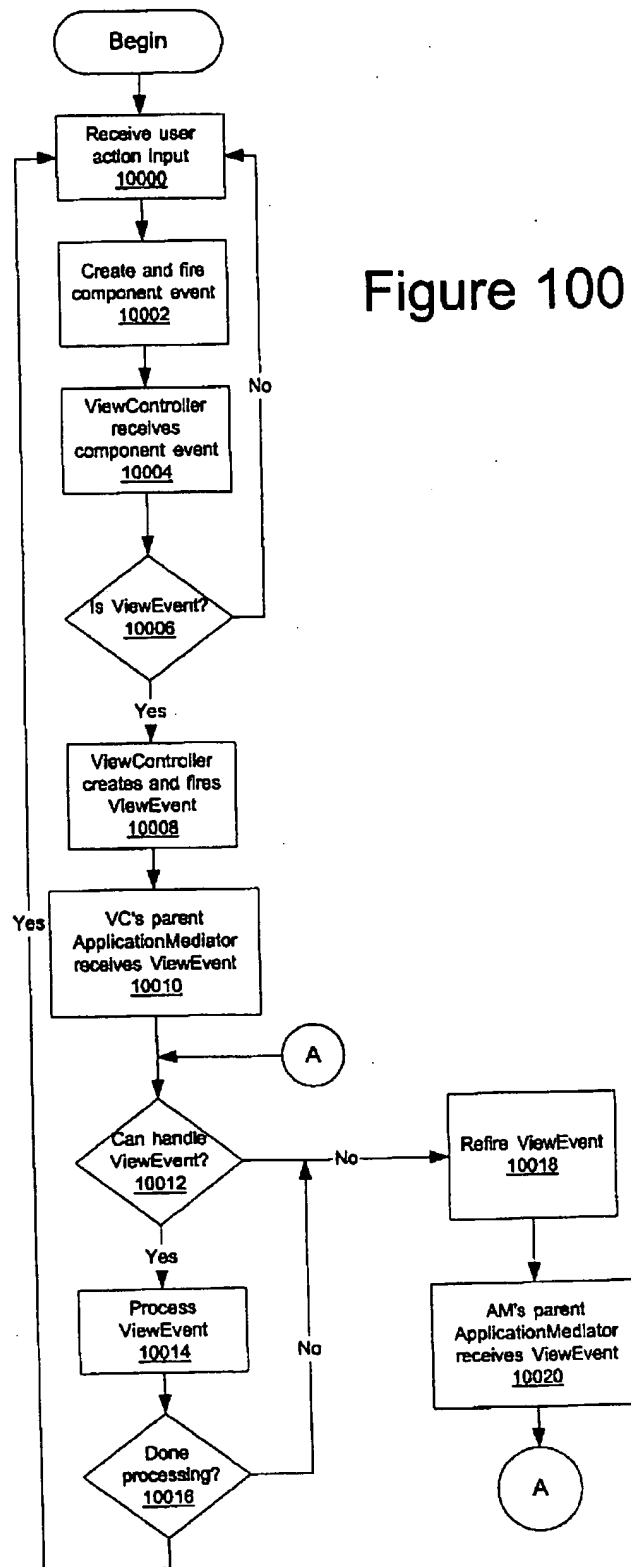 Begin
Receive user
action input
10000
Create and fire
component event
10002
Figure 100
No
ViewController
receives
component event
10004
Is ViewEvent?
10006
Yes
ViewController
creates and fires
ViewEvent
10008
Yes
VC's parent
ApplicationMediator
receives ViewEvent
10010
A
Can handle
ViewEvent?
10012
No
Refire ViewEvent
10018
Yes
Process
ViewEvent
10014
No
AM's parent
ApplicationMediator
receives ViewEvent
10020
Done
processing?
10016
A